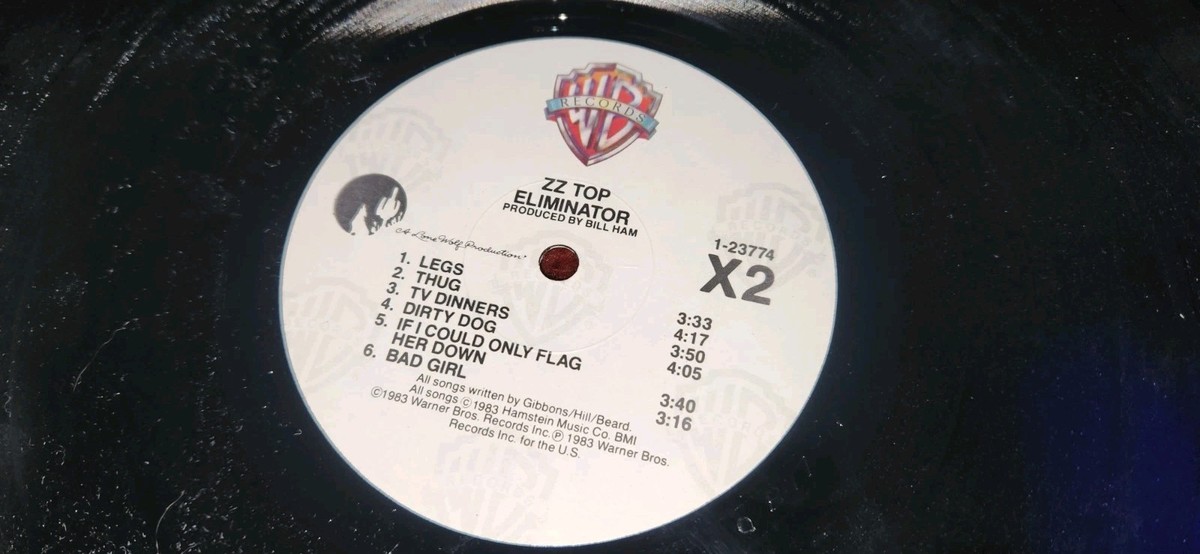 RECORDS
ZZ TOP
ELIMINATOR
PRODUCED BY BILL HAM
A Lone Wolf Production
1-23774
X2
1. LEGS 3:33
2. THUG 4:17
3. TV DINNERS 3:50
4. DIRTY DOG 4:05
5. IF I COULD ONLY FLAG
HER DOWN 3:40
6. BAD GIRL 3:16
All songs written by Gibbons/Hill/Beard.
All songs ©1983 Hamstein Music Co. BMI
©1983 Warner Bros. Records Inc.℗ 1983 Warner Bros.
Records Inc. for the U.S.